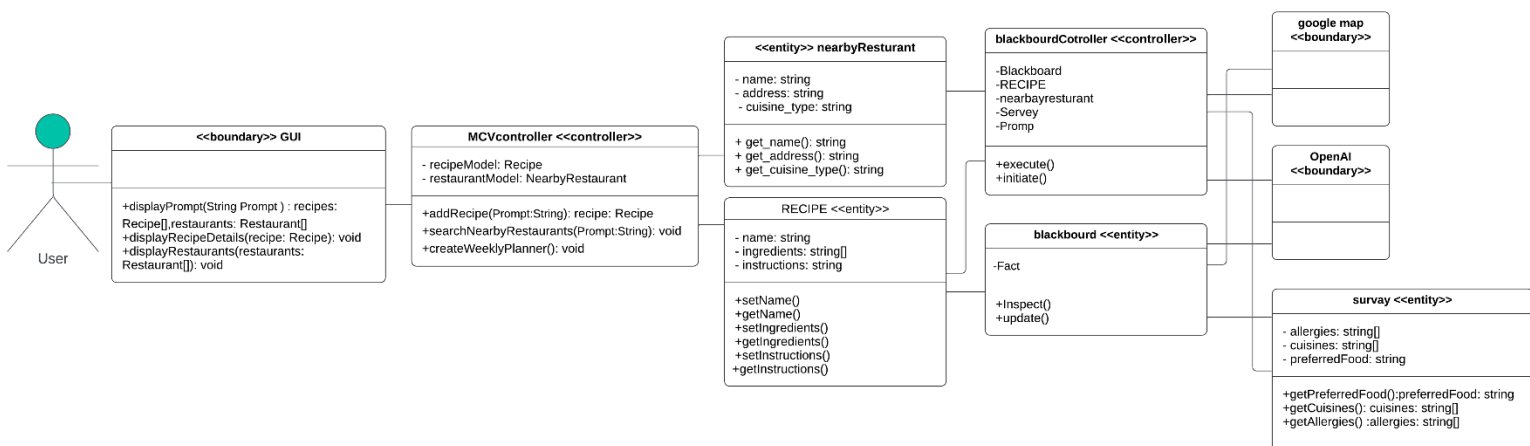 User
<<boundary>> GUI
+displayPrompt(String Prompt ) : recipes:
Recipe[],restaurants: Restaurant[]
+displayRecipeDetails(recipe: Recipe): void
+displayRestaurants(restaurants:
Restaurant[]): void
MCVcontroller <<controller>>
- recipeModel: Recipe
- restaurantModel: NearbyRestaurant
+addRecipe(Prompt:String): recipe: Recipe
+searchNearbyRestaurants(Prompt:String): void
+createWeeklyPlanner(): void
<<entity>> nearbyResturant
- name: string
- address: string
- cuisine_type: string
+ get_name(): string
+ get_address(): string
+ get_cuisine_type(): string
RECIPE <<entity>>
- name: string
- ingredients: string[]
- instructions: string
+setName()
+getName()
+setIngredients()
+getIngredients()
+setInstructions()
+getInstructions()
blackbourdCotroller <<controller>>
-Blackboard
-RECIPE
-nearbayresturant
-Servey
-Promp
+execute()
+initiate()
blackbourd <<entity>>
-Fact
+Inspect()
+update()
google map
<<boundary>>
OpenAI
<<boundary>>
survay <<entity>>
- allergies: string[]
- cuisines: string[]
- preferredFood: string
+getPreferredFood():preferredFood: string
+getCuisines(): cuisines: string[]
+getAllergies() :allergies: string[]